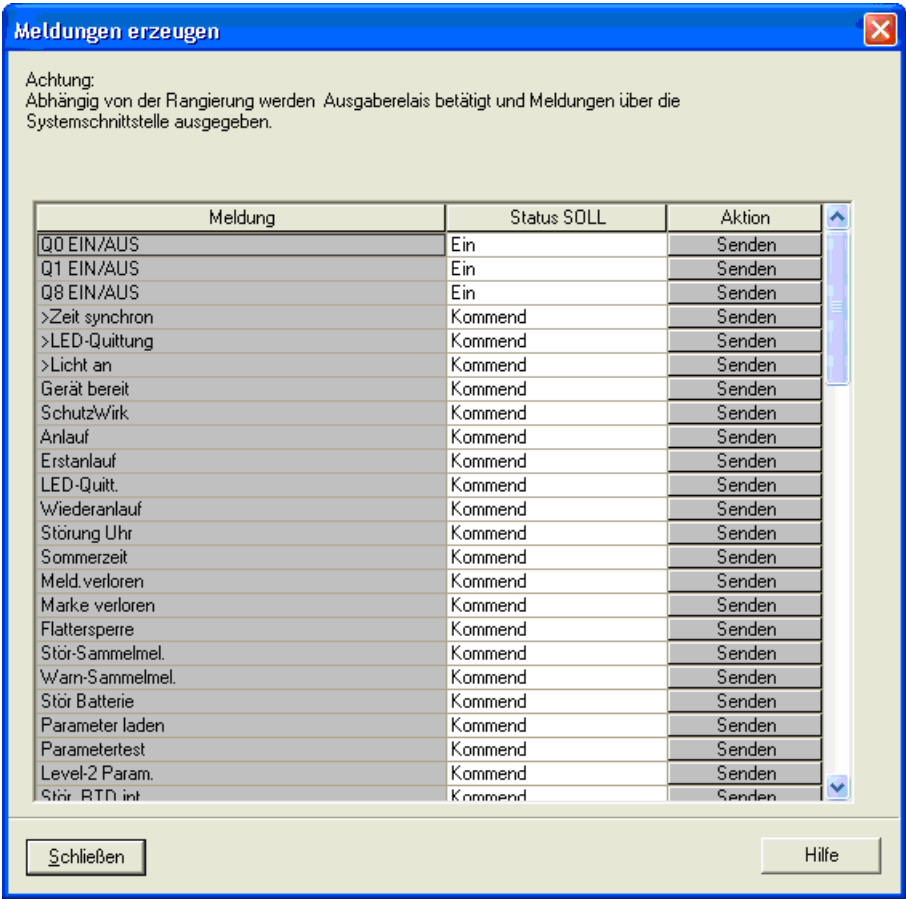 Meldungen erzeugen
Achtung:
Abhängig von der Rangierung werden Ausgaberelais betätigt und Meldungen über die
Systemschnittstelle ausgegeben.
Meldung Status SOLL Aktion
Q0 EIN/AUS Ein Senden
Q1 EIN/AUS Ein Senden
Q8 EIN/AUS Ein Senden
>Zeit synchron Kommend Senden
>LED-Quittung Kommend Senden
>Licht an Kommend Senden
Gerät bereit Kommend Senden
SchutzWirk Kommend Senden
Anlauf Kommend Senden
Erstanlauf Kommend Senden
LED-Quitt. Kommend Senden
Wiederanlauf Kommend Senden
Störung Uhr Kommend Senden
Sommerzeit Kommend Senden
Meld.verloren Kommend Senden
Marke verloren Kommend Senden
Flattersperre Kommend Senden
Stör-Sammelmel. Kommend Senden
Warn-Sammelmel. Kommend Senden
Stör Batterie Kommend Senden
Parameter laden Kommend Senden
Parametertest Kommend Senden
Level-2 Param. Kommend Senden
Stör. RTD int Kommend Senden
Schließen Hilfe